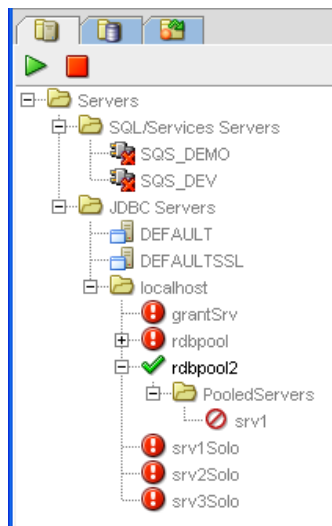 Servers
SQL/Services Servers
SQS_DEMO
SQS_DEV
JDBC Servers
DEFAULT
DEFAULTSSL
localhost
grantSrv
rdbpool
rdbpool2
PooledServers
srv1
srv1Solo
srv2Solo
srv3Solo